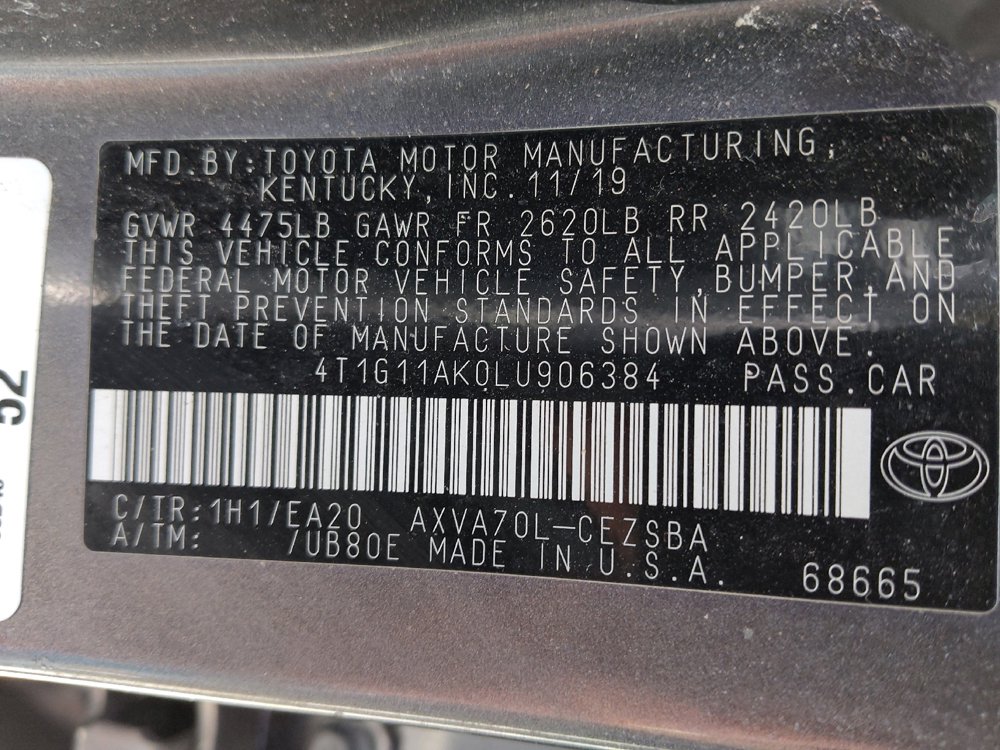 MFD.BY:TOYOTA MOTOR MANUFACTURING,
KENTUCKY,INC.11/19
GVWR 4475LB GAWR FR 2620LB RR 2420LB
THIS VEHICLE CONFORMS TO ALL APPLICABLE
FEDERAL MOTOR VEHICLE SAFETY,BUMPER,AND
THEFT PREVENTION STANDARDS IN EFFECT ON
THE DATE OF MANUFACTURE SHOWN ABOVE.
4T1G11AK0LU906384 PASS.CAR
C/TR:1H1/EA20 AXVA70L-CEZSBA
A/TM: /UB80E MADE IN U.S.A. 68665
52